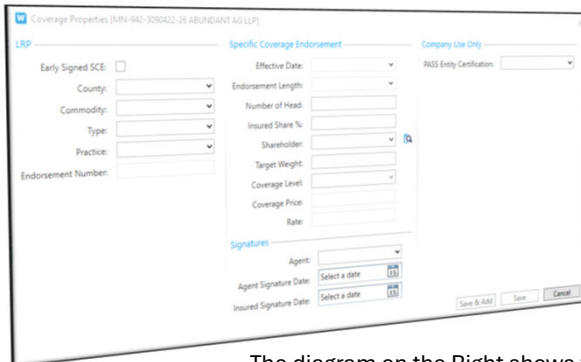 W Coverage Properties [MN-942-3090422-26 ABUNDANT AG LLP]
LRP
Early Signed SCE:
County:
Commodity:
Type:
Practice:
Endorsement Number:
Specific Coverage Endorsement
Effective Date:
Endorsement Length:
Number of Head:
Insured Share %:
Shareholder:
Target Weight:
Coverage Level:
Coverage Price:
Rate:
Signatures
Agent:
Agent Signature Date: Select a date 15
Insured Signature Date: Select a date 15
Company Use Only
PASS Entity Certification:
Save & Add Save Cancel
The diagram on the Right shows